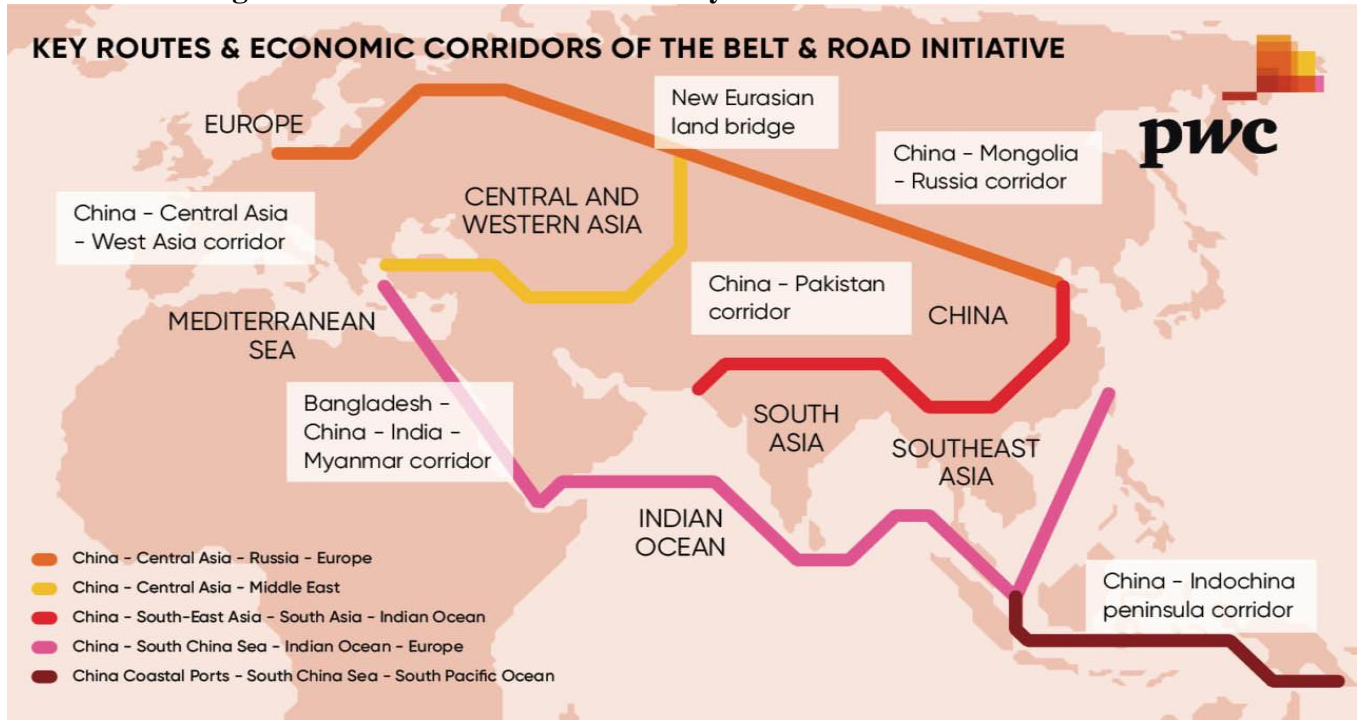 KEY ROUTES & ECONOMIC CORRIDORS OF THE BELT & ROAD INITIATIVE
pwc
EUROPE
New Eurasian
land bridge
China - Mongolia
- Russia corridor
China - Central Asia
- West Asia corridor
CENTRAL AND
WESTERN ASIA
China - Pakistan
corridor
CHINA
MEDITERRANEAN
SEA
Bangladesh -
China - India -
Myanmar corridor
SOUTH
ASIA
SOUTHEAST
ASIA
INDIAN
OCEAN
China - Indochina
peninsula corridor
China - Central Asia - Russia - Europe
China - Central Asia - Middle East
China - South-East Asia - South Asia - Indian Ocean
China - South China Sea - Indian Ocean - Europe
China Coastal Ports - South China Sea - South Pacific Ocean